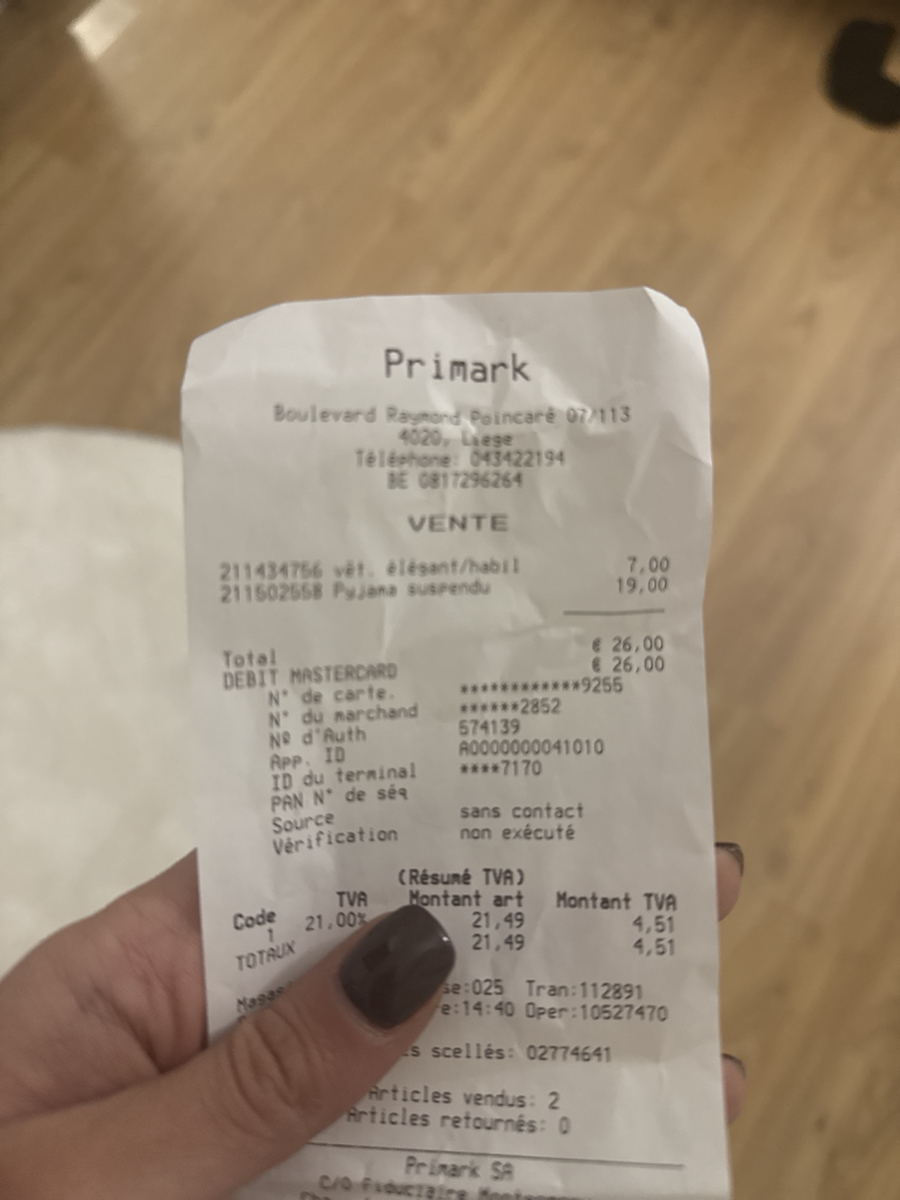 Primark
Boulevard Raymond Poincaré 07/113
4020, Liege
Téléphone: 043422194
BE 0817296264
VENTE
211434756 vêt. élégant/habil 7,00
211502558 Pyjama suspendu 19,00
Total € 26,00
DEBIT MASTERCARD € 26,00
N° de carte. ************9255
N° du marchand ******2852
Nº d'Auth 574139
App. ID A0000000041010
ID du terminal ****7170
PAN N° de séq
Source sans contact
Vérification non exécuté
(Résumé TVA)
Code TVA Montant art Montant TVA
1 21,00% 21,49 4,51
TOTAUX 21,49 4,51
se:025 Tran:112891
e:14:40 Oper:10527470
scellés: 02774641
Articles vendus: 2
Articles retournés: 0
Primark SA
C/O Fiduciaire